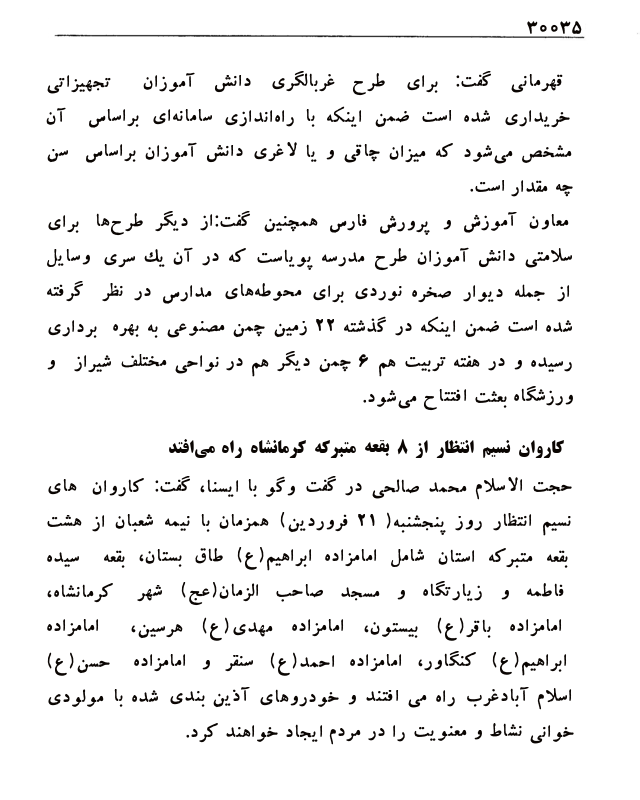 ۳۰۰۳۵
قهرمانی گفت: برای طرح غربالگری دانش آموزان تجهیزاتی
خریداری شده است ضمن اینکه با راه‌اندازی سامانه‌ای براساس آن
مشخص می‌شود که میزان چاقی و یا لاغری دانش آموزان براساس سن
چه مقدار است.
معاون آموزش و پرورش فارس همچنین گفت:از دیگر طرح‌ها برای
سلامتی دانش آموزان طرح مدرسه پویاست که در آن یك سری وسایل
از جمله دیوار صخره نوردی برای محوطه‌های مدارس در نظر گرفته
شده است ضمن اینکه در گذشته ۲۲ زمین چمن مصنوعی به بهره برداری
رسیده و در هفته تربیت هم ۶ چمن دیگر هم در نواحی مختلف شیراز و
ورزشگاه بعثت افتتاح می‌شود.
کاروان نسیم انتظار از ۸ بقعه متبرکه کرمانشاه راه می‌افتد
حجت الاسلام محمد صالحی در گفت وگو با ایسنا، گفت: کاروان های
نسیم انتظار روز پنجشنبه( ۲۱ فروردین) همزمان با نیمه شعبان از هشت
بقعه متبرکه استان شامل امامزاده ابراهیم(ع) طاق بستان، بقعه سیده
فاطمه و زیارتگاه و مسجد صاحب الزمان(عج) شهر کرمانشاه،
امامزاده باقر(ع) بیستون، امامزاده مهدی(ع) هرسین، امامزاده
ابراهیم(ع) کنگاور، امامزاده احمد(ع) سنقر و امامزاده حسن(ع)
اسلام آبادغرب راه می افتند و خودروهای آذین بندی شده با مولودی
خوانی نشاط و معنویت را در مردم ایجاد خواهند کرد.